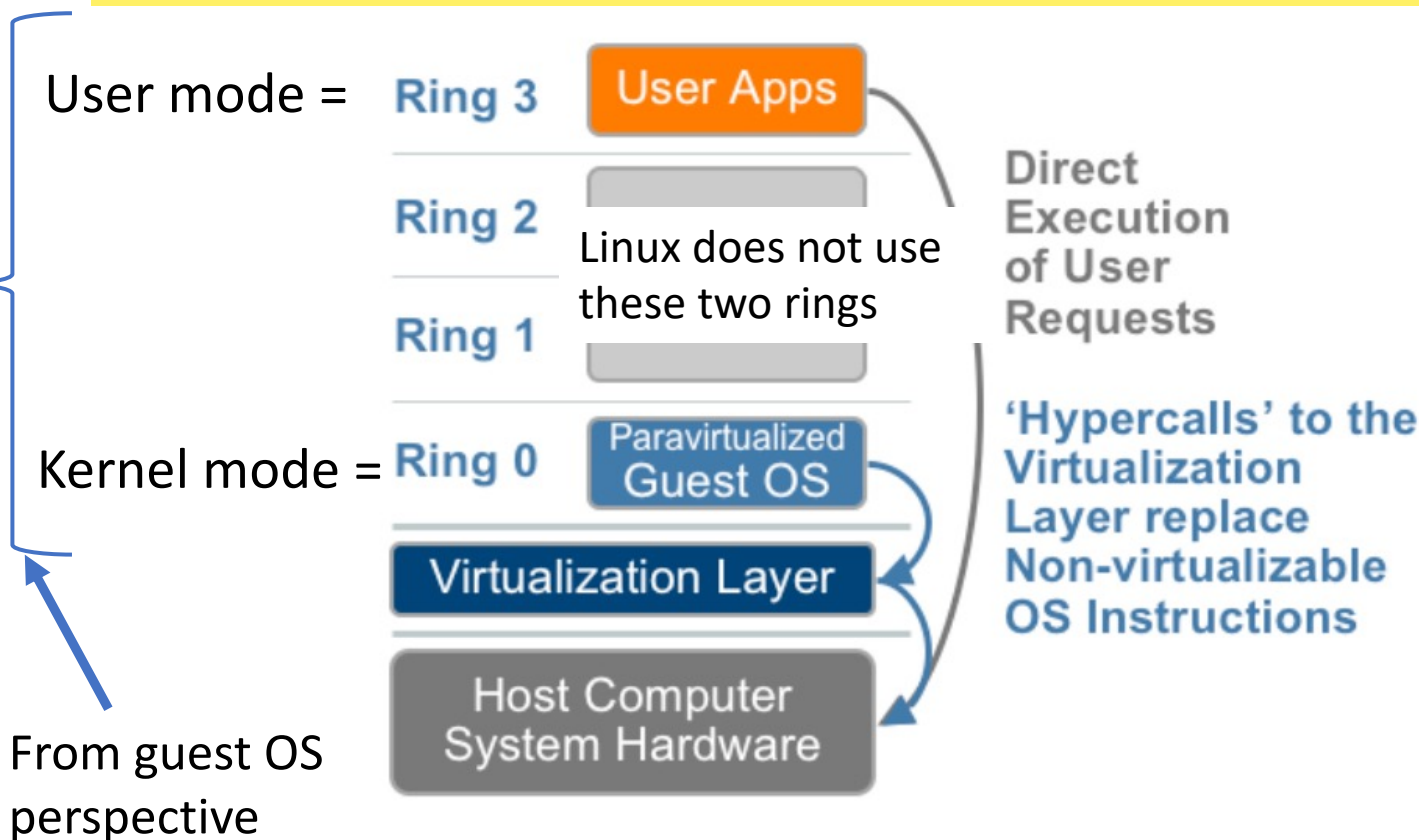 User mode =
Ring 3
User Apps
Ring 2
Linux does not use
these two rings
Ring 1
Kernel mode =
Ring 0
Paravirtualized
Guest OS
Virtualization Layer
Host Computer
System Hardware
Direct
Execution
of User
Requests
‘Hypercalls’ to the
Virtualization
Layer replace
Non-virtualizable
OS Instructions
From guest OS
perspective